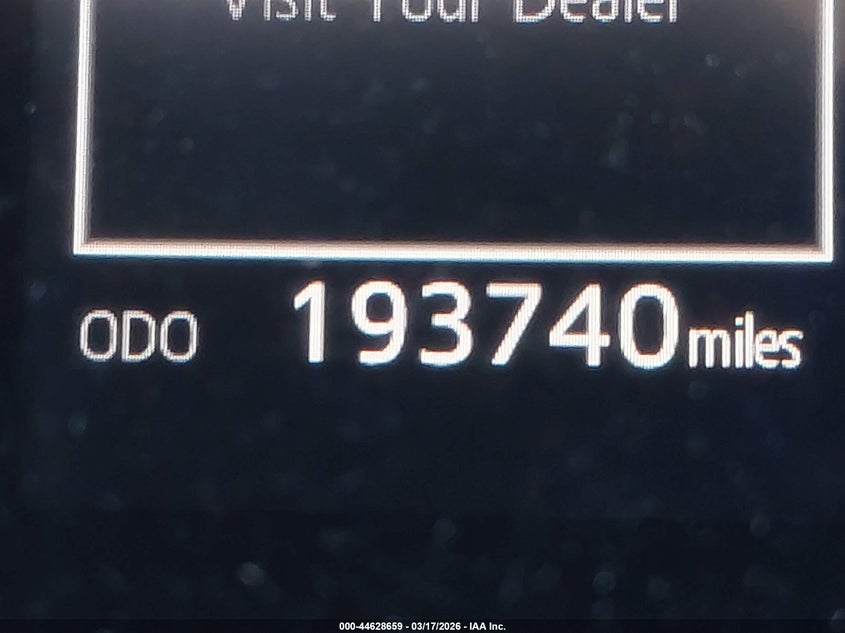 Visit Your Dealer
ODO 193740 miles
000-44628659 - 03/17/2026 - IAA Inc.